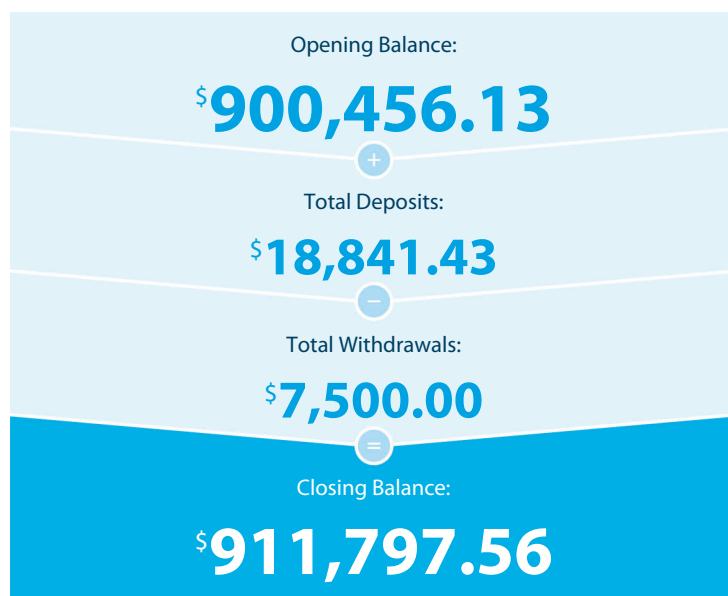 Opening Balance:
$900,456.13
+
Total Deposits:
$18,841.43
−
Total Withdrawals:
$7,500.00
=
Closing Balance:
$911,797.56